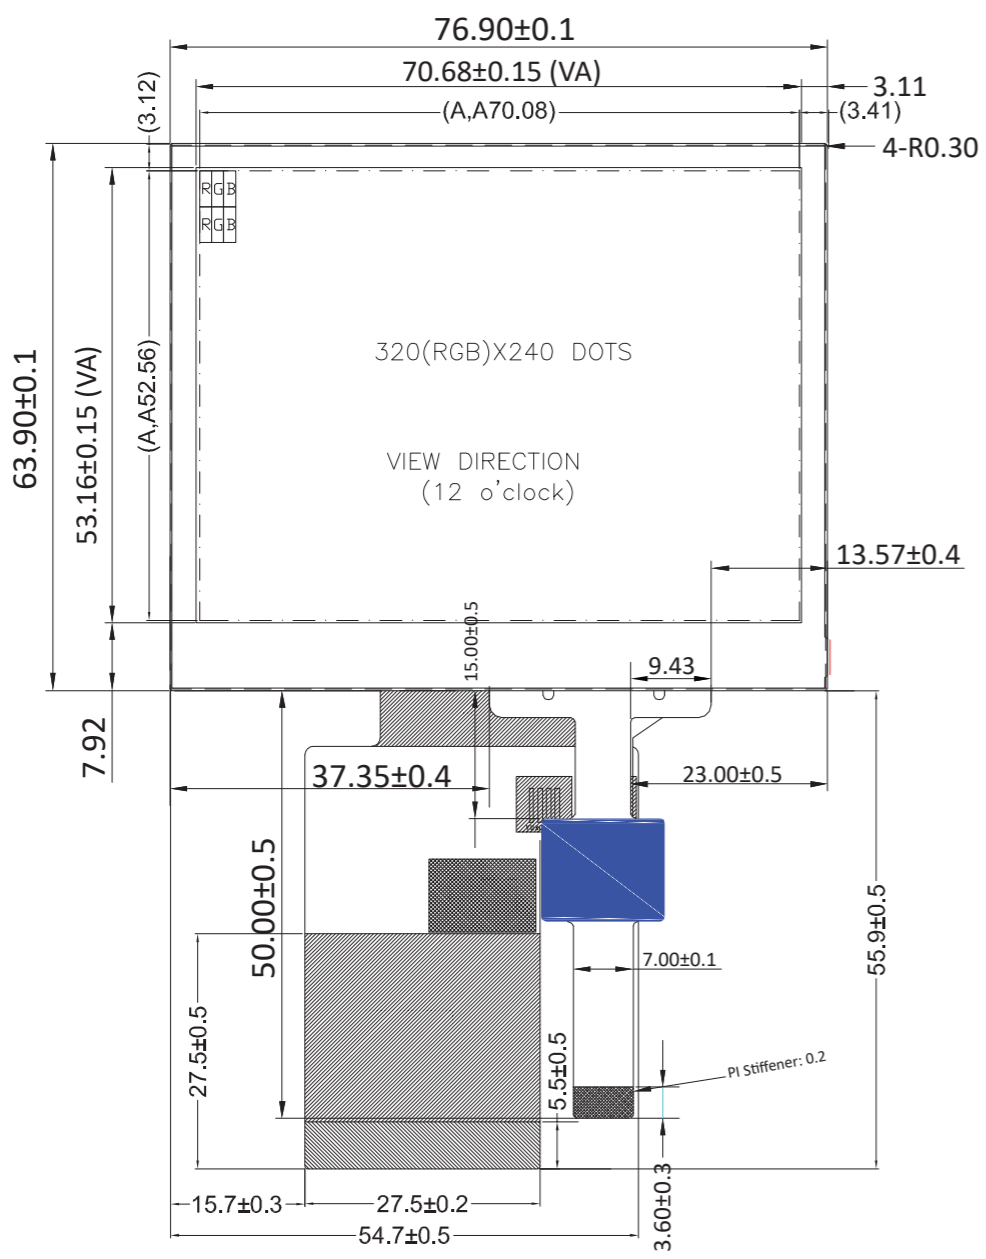 76.90±0.1
70.68±0.15 (VA)
3.11
(A,A70.08)
(3.41)
(3.12)
4-R0.30
R G B
R G B
63.90±0.1
53.16±0.15 (VA)
(A,A52.56)
320(RGB)X240 DOTS
VIEW DIRECTION
(12 o'clock)
13.57±0.4
15.00±0.5
9.43
7.92
37.35±0.4
23.00±0.5
50.00±0.5
55.9±0.5
7.00±0.1
27.5±0.5
5.5±0.5
PI Stiffener: 0.2
3.60±0.3
15.7±0.3
27.5±0.2
54.7±0.5